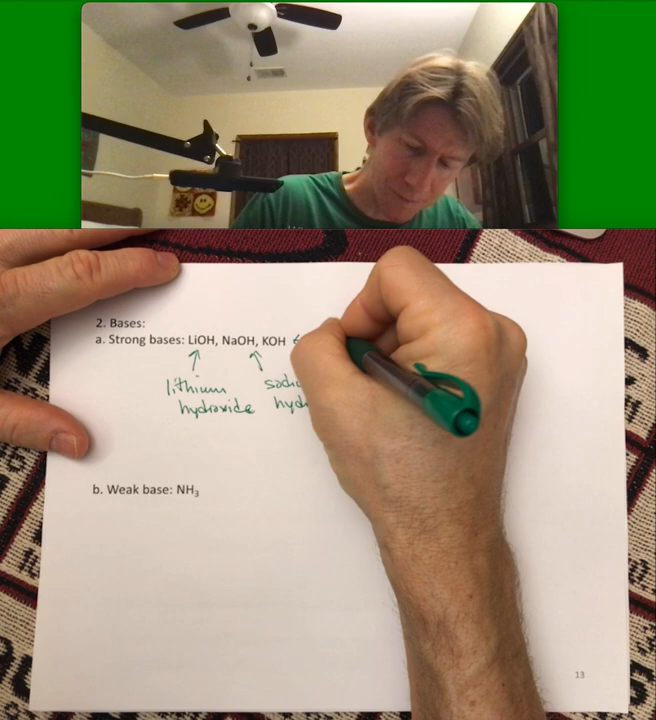 2. Bases:
a. Strong bases: LiOH, NaOH, KOH
lithium
hydroxide
b. Weak base: NH₃
13